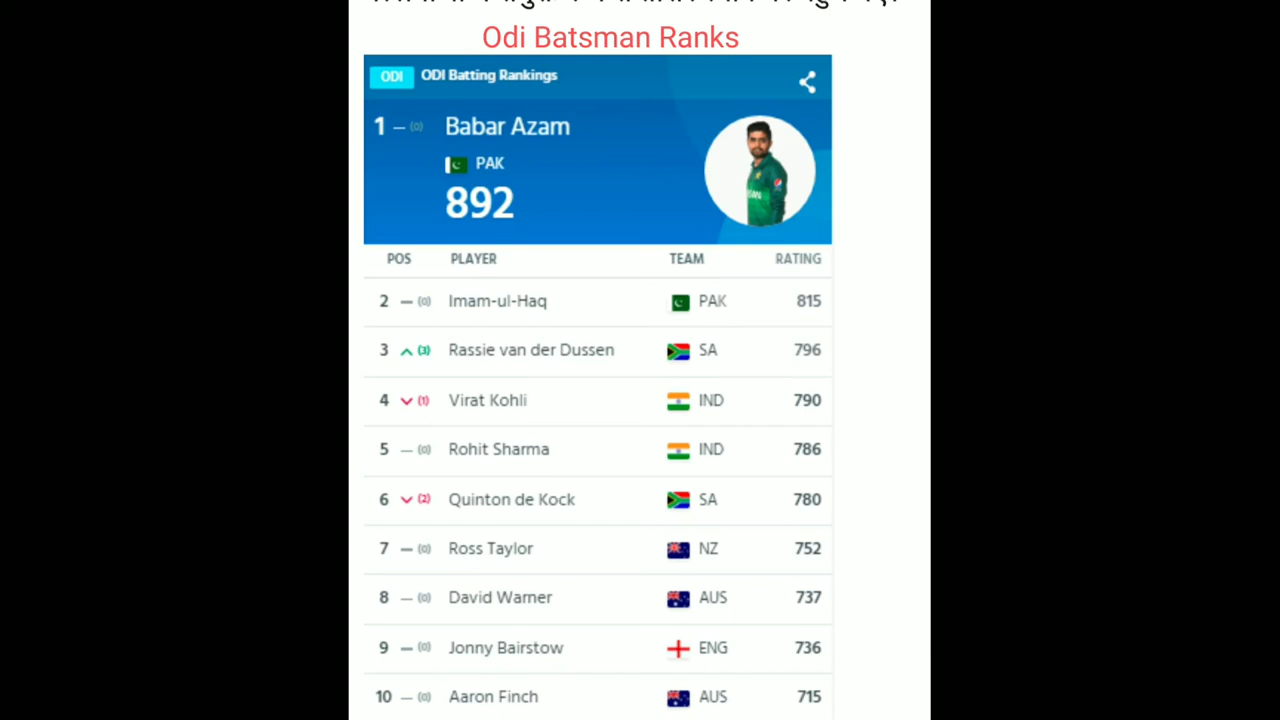 Odi Batsman Ranks
ODI ODI Batting Rankings
1 — (0) Babar Azam
PAK
892
POS PLAYER TEAM RATING
2 — (0) Imam-ul-Haq PAK 815
3 (3) Rassie van der Dussen SA 796
4 (1) Virat Kohli IND 790
5 — (0) Rohit Sharma IND 786
6 (2) Quinton de Kock SA 780
7 — (0) Ross Taylor NZ 752
8 — (0) David Warner AUS 737
9 — (0) Jonny Bairstow ENG 736
10 — (0) Aaron Finch AUS 715